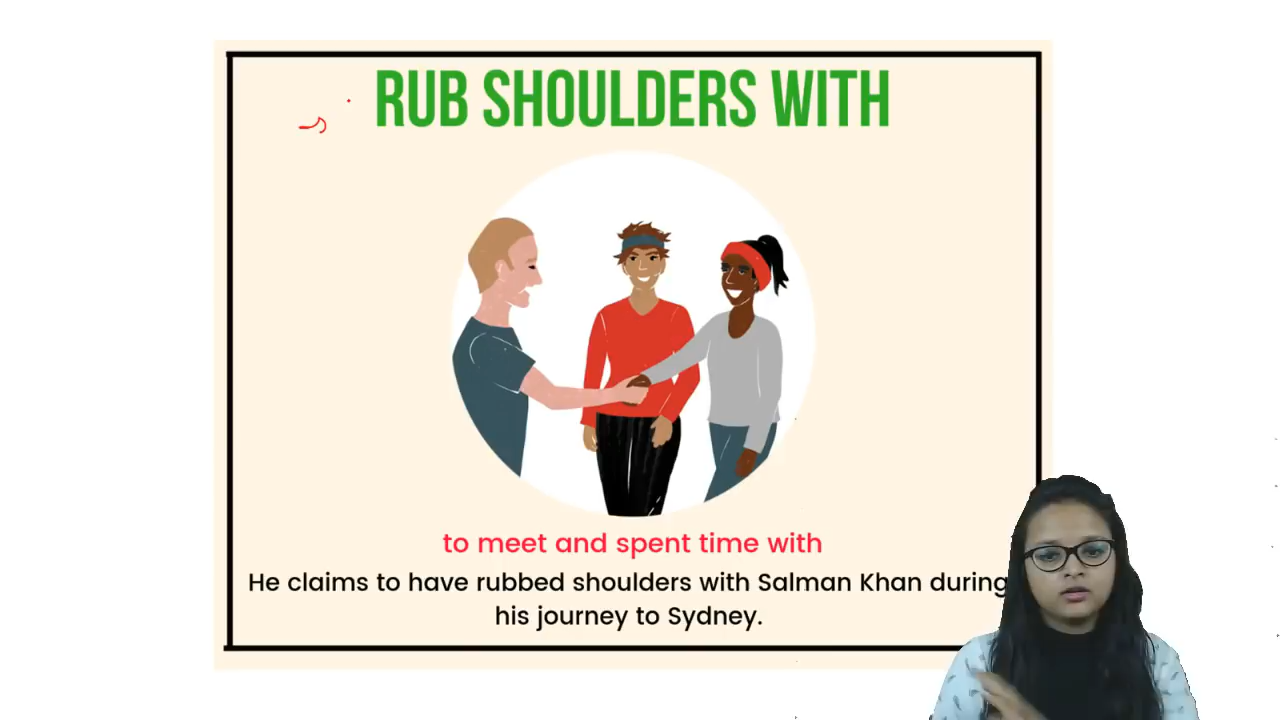 RUB SHOULDERS WITH
to meet and spent time with
He claims to have rubbed shoulders with Salman Khan during
his journey to Sydney.